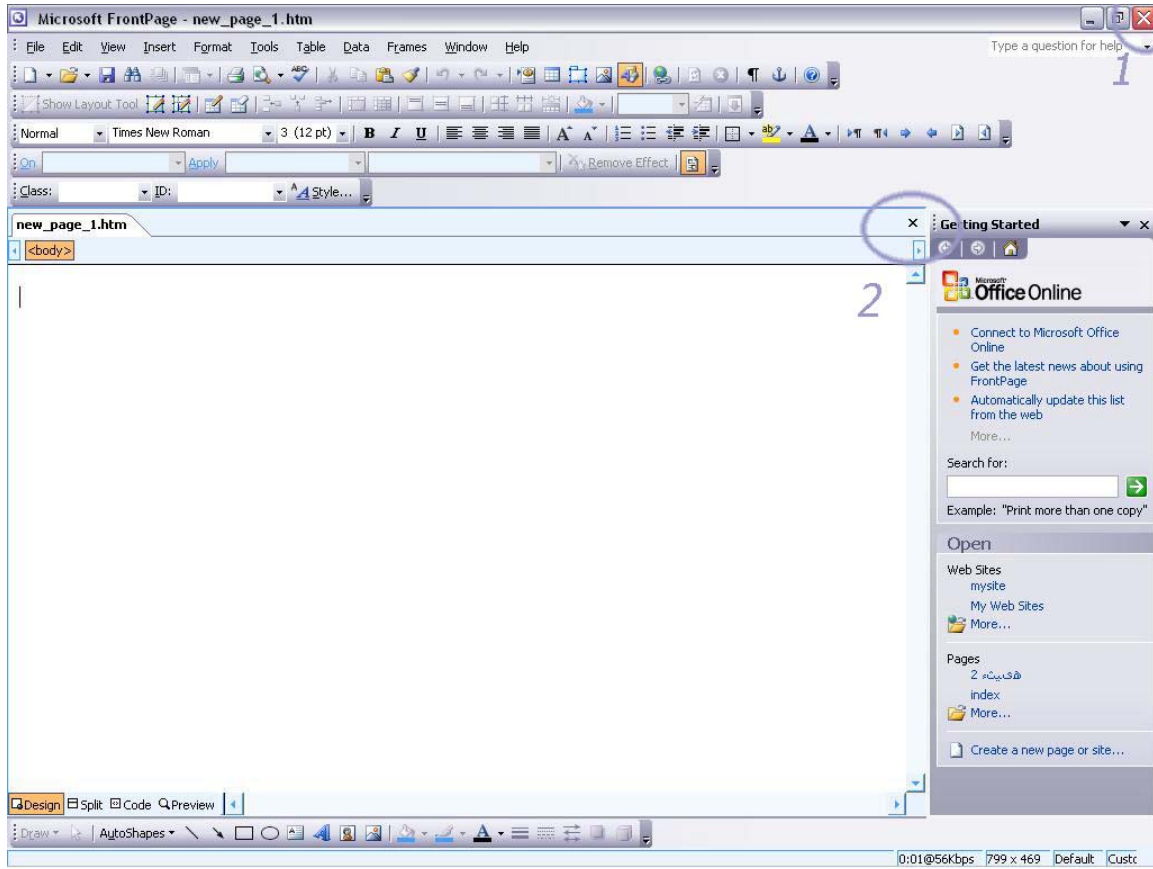 Microsoft FrontPage - new_page_1.htm
File Edit View Insert Format Tools Table Data Frames Window Help
Type a question for help
1
Show Layout Tool
Normal Times New Roman 3 (12 pt) B I U A A ab A
On Apply Remove Effect
Class: ID: Style...
new_page_1.htm
Getting Started
<body>
2
Microsoft
Office Online
Connect to Microsoft Office
Online
Get the latest news about using
FrontPage
Automatically update this list
from the web
More...
Search for:
Example: "Print more than one copy"
Open
Web Sites
mysite
My Web Sites
More...
Pages
index
More...
Create a new page or site...
Design Split Code Preview
Draw AutoShapes
0:01@56Kbps 799 x 469 Default Custc